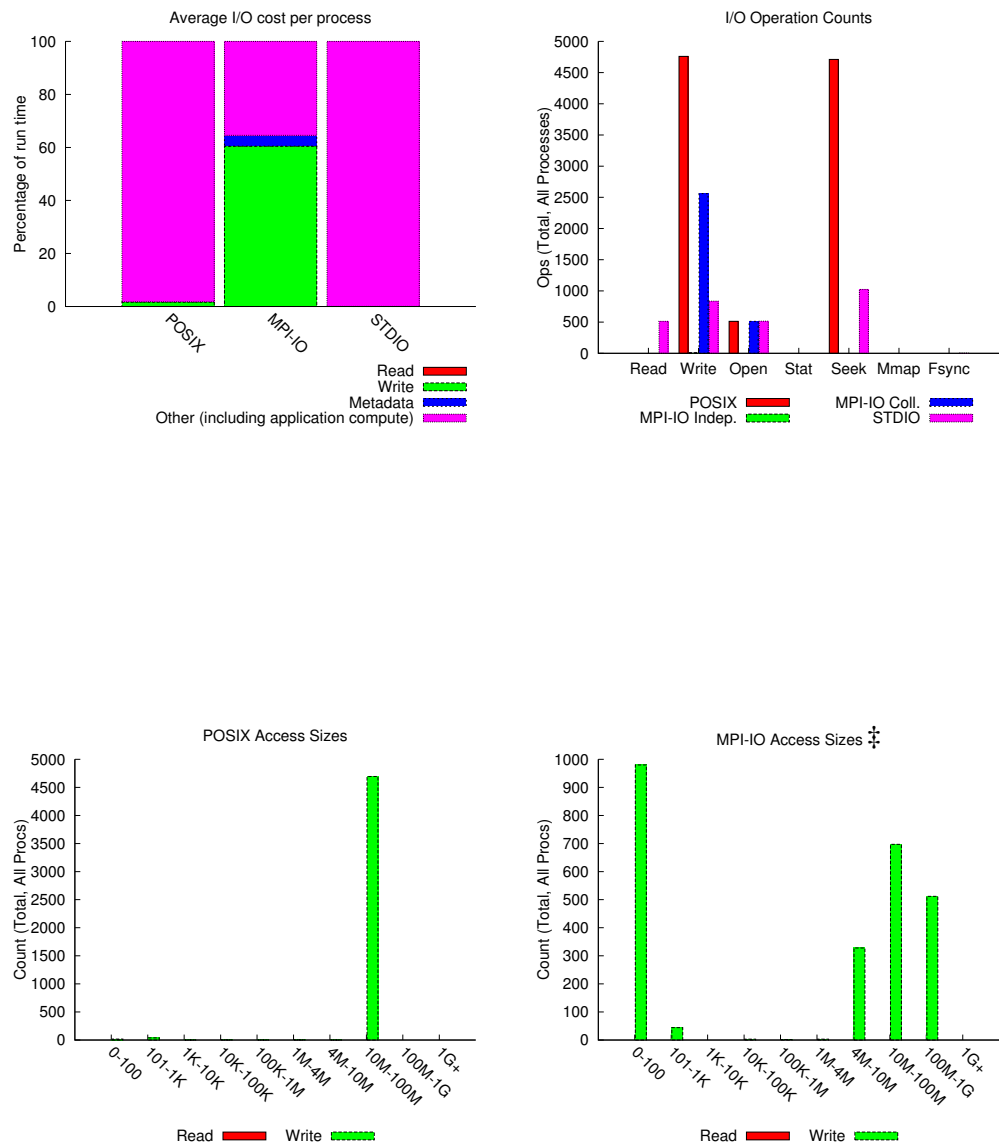 Average I/O cost per process
100
80
60
40
20
0
Percentage of run time
POSIX
MPI-IO
STDIO
Read
Write
Metadata
Other (including application compute)
I/O Operation Counts
5000
4500
4000
3500
3000
2500
2000
1500
1000
500
0
Ops (Total, All Processes)
Read Write Open Stat Seek Mmap Fsync
POSIX
MPI-IO Indep.
MPI-IO Coll.
STDIO
POSIX Access Sizes
5000
4500
4000
3500
3000
2500
2000
1500
1000
500
0
Count (Total, All Procs)
0-100
101-1K
1K-10K
10K-100K
100K-1M
1M-4M
4M-10M
10M-100M
100M-1G
1G+
Read Write
MPI-IO Access Sizes ‡
1000
900
800
700
600
500
400
300
200
100
0
Count (Total, All Procs)
0-100
101-1K
1K-10K
10K-100K
100K-1M
1M-4M
4M-10M
10M-100M
100M-1G
1G+
Read Write